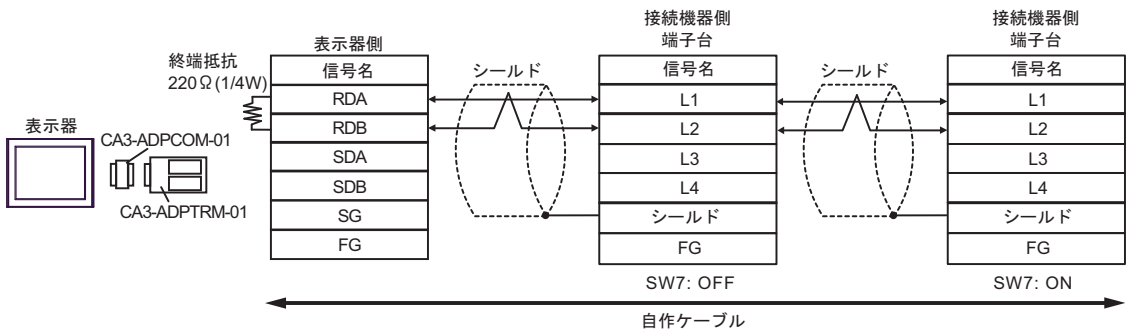 表示器
CA3-ADPCOM-01
CA3-ADPTRM-01
終端抵抗
220Ω(1/4W)
表示器側
信号名
RDA
RDB
SDA
SDB
SG
FG
シールド
接続機器側
端子台
信号名
L1
L2
L3
L4
シールド
FG
SW7: OFF
シールド
接続機器側
端子台
信号名
L1
L2
L3
L4
シールド
FG
SW7: ON
自作ケーブル